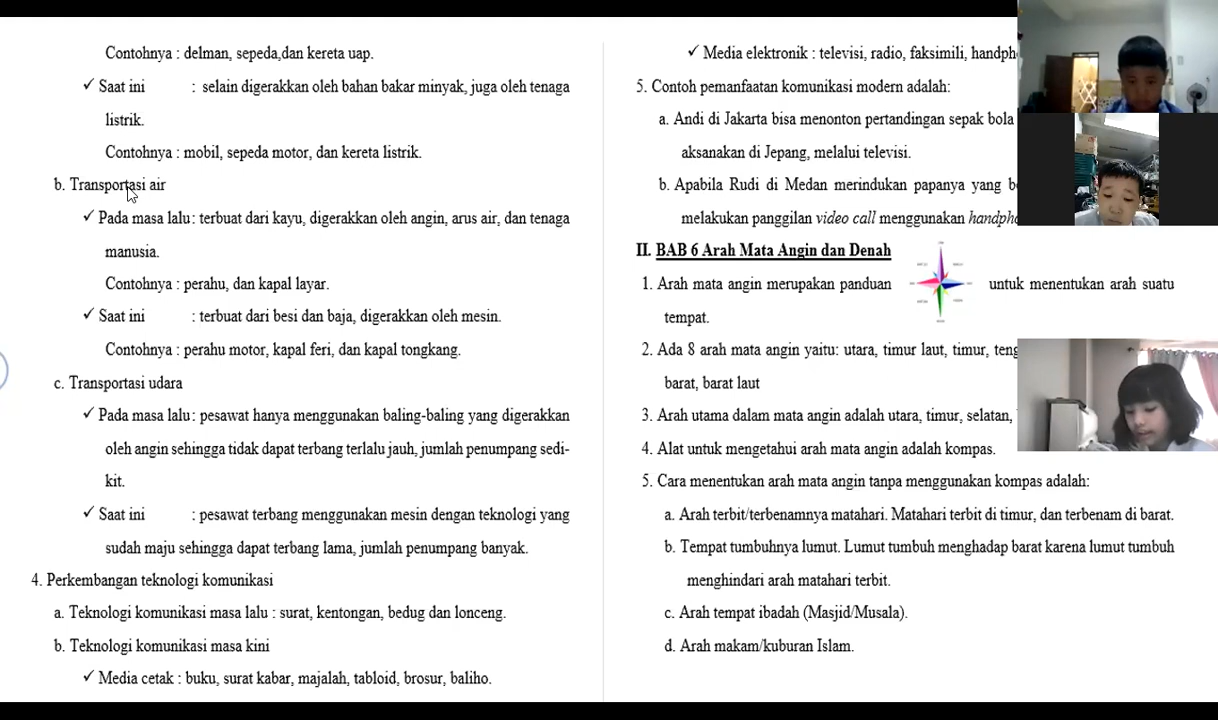 Contohnya : delman, sepeda,dan kereta uap.
✓ Saat ini : selain digerakkan oleh bahan bakar minyak, juga oleh tenaga
listrik.
Contohnya : mobil, sepeda motor, dan kereta listrik.
b. Transportasi air
✓ Pada masa lalu : terbuat dari kayu, digerakkan oleh angin, arus air, dan tenaga
manusia.
Contohnya : perahu, dan kapal layar.
✓ Saat ini : terbuat dari besi dan baja, digerakkan oleh mesin.
Contohnya : perahu motor, kapal feri, dan kapal tongkang.
c. Transportasi udara
✓ Pada masa lalu : pesawat hanya menggunakan baling-baling yang digerakkan
oleh angin sehingga tidak dapat terbang terlalu jauh, jumlah penumpang sedi-
kit.
✓ Saat ini : pesawat terbang menggunakan mesin dengan teknologi yang
sudah maju sehingga dapat terbang lama, jumlah penumpang banyak.
4. Perkembangan teknologi komunikasi
a. Teknologi komunikasi masa lalu : surat, kentongan, bedug dan lonceng.
b. Teknologi komunikasi masa kini
✓ Media cetak : buku, surat kabar, majalah, tabloid, brosur, baliho.
✓ Media elektronik : televisi, radio, faksimili, handph
5. Contoh pemanfaatan komunikasi modern adalah:
a. Andi di Jakarta bisa menonton pertandingan sepak bola
aksanakan di Jepang, melalui televisi.
b. Apabila Rudi di Medan merindukan papanya yang be
melakukan panggilan video call menggunakan handpho
II. BAB 6 Arah Mata Angin dan Denah
1. Arah mata angin merupakan panduan untuk menentukan arah suatu
tempat.
2. Ada 8 arah mata angin yaitu: utara, timur laut, timur, teng
barat, barat laut
3. Arah utama dalam mata angin adalah utara, timur, selatan,
4. Alat untuk mengetahui arah mata angin adalah kompas.
5. Cara menentukan arah mata angin tanpa menggunakan kompas adalah:
a. Arah terbit/terbenamnya matahari. Matahari terbit di timur, dan terbenam di barat.
b. Tempat tumbuhnya lumut. Lumut tumbuh menghadap barat karena lumut tumbuh
menghindari arah matahari terbit.
c. Arah tempat ibadah (Masjid/Musala).
d. Arah makam/kuburan Islam.